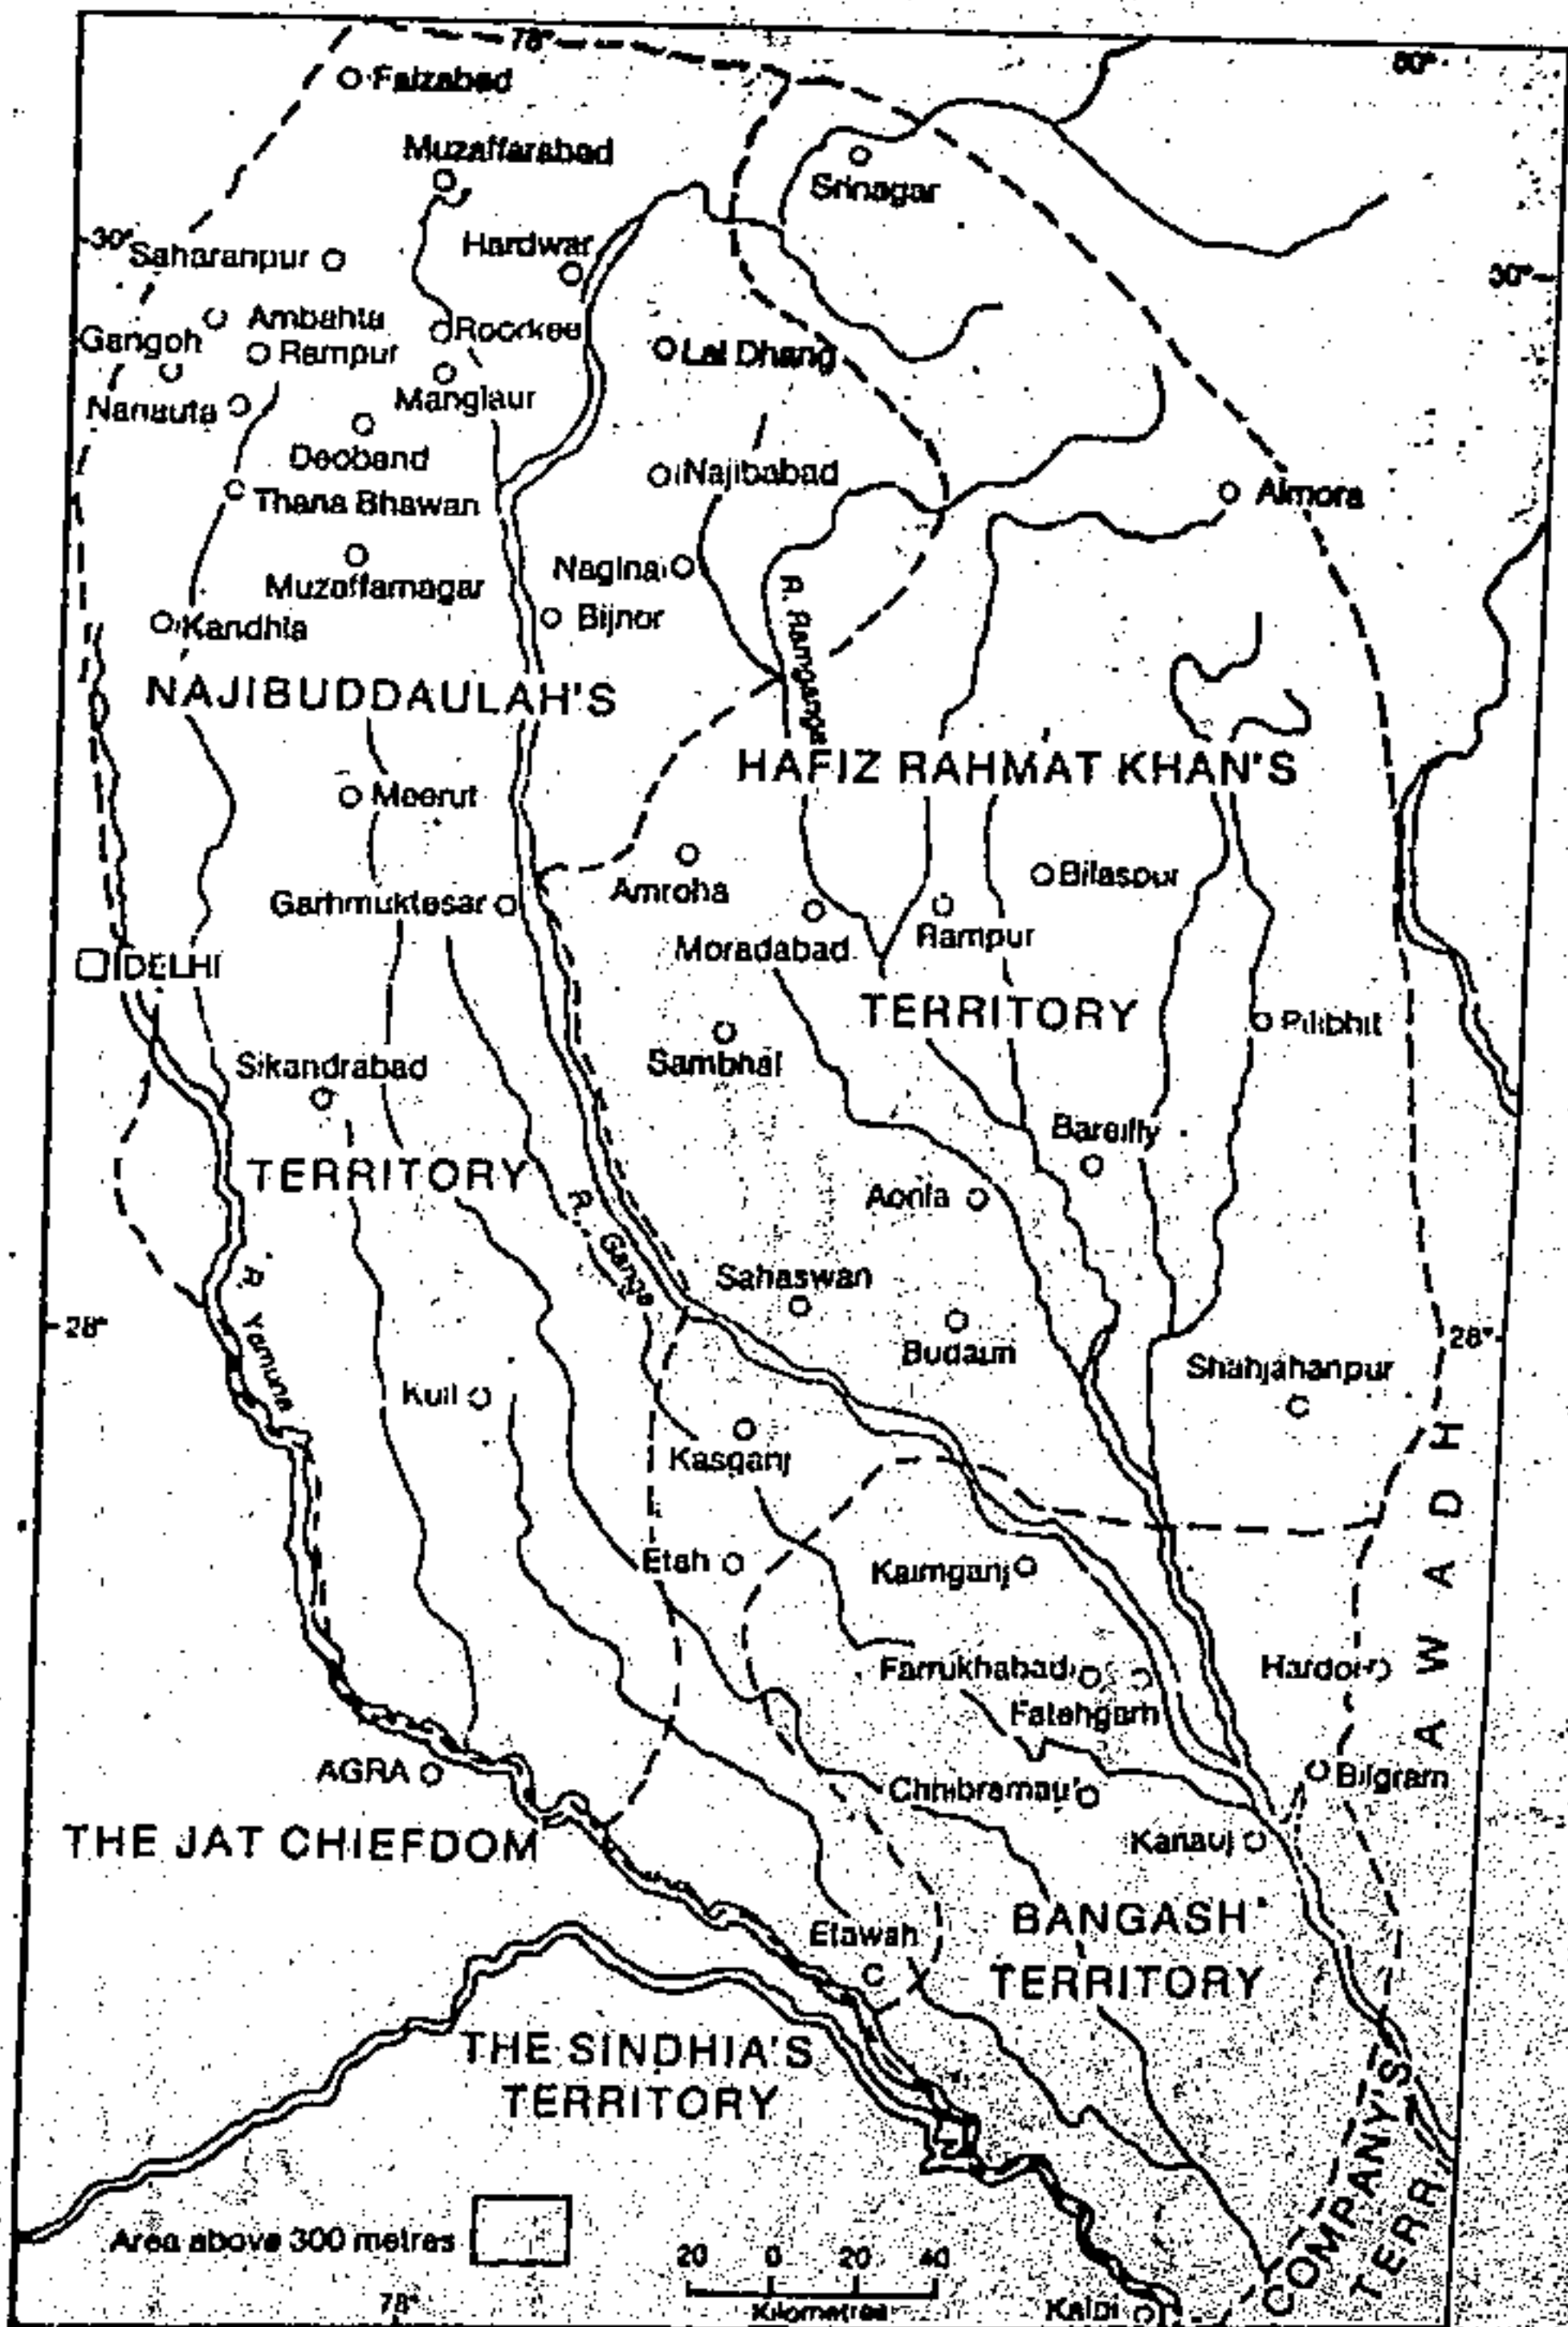 78°
80°
Faizabad
Muzaffarabad
Srinagar
30°
Saharanpur
Hardwar
30°
Ambahta
Gangoh
Rampur
Roorkee
Lal Dhang
Nanauta
Manglaur
Deoband
Najibabad
Thana Bhawan
Almora
Muzaffarnagar
Nagina
Bijnor
Kandhla
R. Ramganga
NAJIBUDDAULAH'S
HAFIZ RAHMAT KHAN'S
Meerut
Amroha
Bilaspur
Garhmuktesar
Moradabad
Rampur
DELHI
TERRITORY
Pilibhit
Sikandrabad
Sambhal
Bareilly
TERRITORY
Aonla
R. Ganga
Sahaswan
R. Yamuna
28°
Budaun
28°
Shahjahanpur
Kuil
Kasganj
AWADH
Etah
Kaimganj
Farrukhabad
Hardoi
Fatehgarh
AGRA
Chhibramau
Bilgram
THE JAT CHIEFDOM
Kanauj
BANGASH
Etawah
TERRITORY
THE SINDHIA'S
TERRITORY
COMPANY'S
TERR.
Area above 300 metres
20 0 20 40
Kilometres
78°
Kalpi